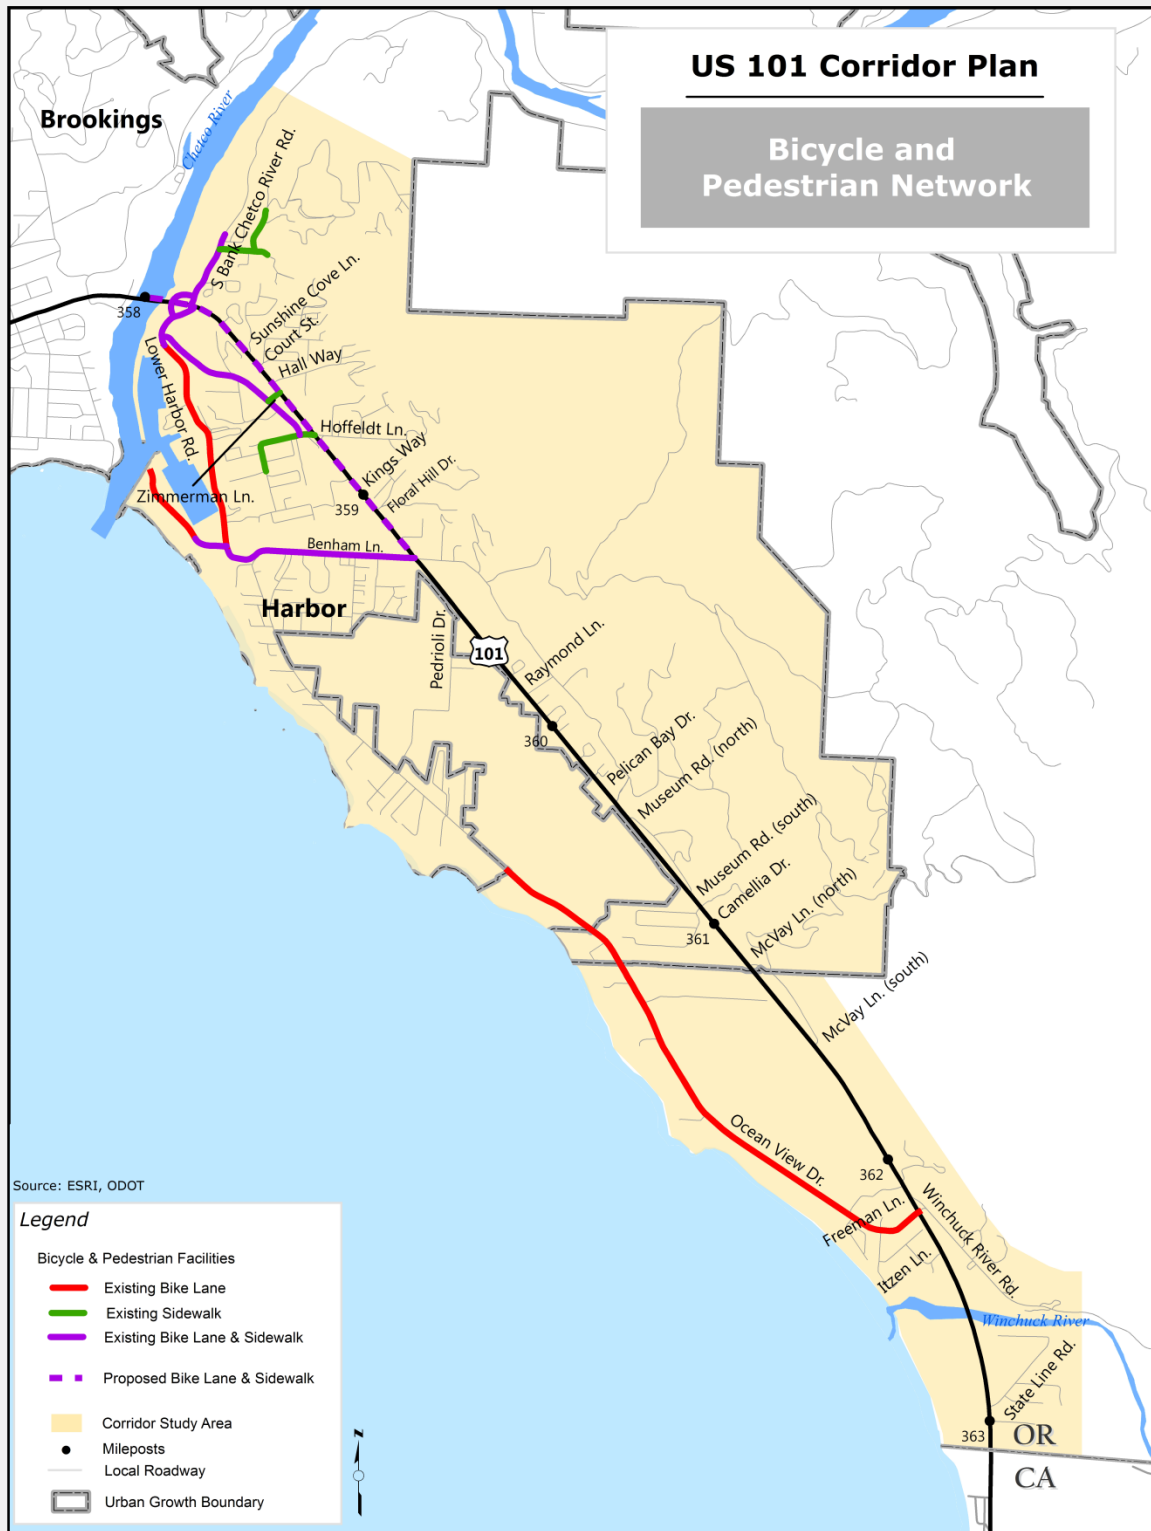 US 101 Corridor Plan
Bicycle and
Pedestrian Network
Brookings
Chetco River
S Bank Chetco River Rd.
358
Sunshine Cove Ln.
Court St.
Hall Way
Lower Harbor Rd.
Hoffeldt Ln.
Kings Way
Floral Hill Dr.
Zimmerman Ln.
359
Benham Ln.
Harbor
Pedrioli Dr.
101
Raymond Ln.
360
Pelican Bay Dr.
Museum Rd. (north)
Museum Rd. (south)
Camellia Dr.
361
McVay Ln. (north)
McVay Ln. (south)
Ocean View Dr.
362
Freeman Ln.
Winchuck River Rd.
Itzen Ln.
Winchuck River
State Line Rd.
363
OR
CA
Source: ESRI, ODOT
Legend
Bicycle & Pedestrian Facilities
Existing Bike Lane
Existing Sidewalk
Existing Bike Lane & Sidewalk
Proposed Bike Lane & Sidewalk
Corridor Study Area
Mileposts
Local Roadway
Urban Growth Boundary
z